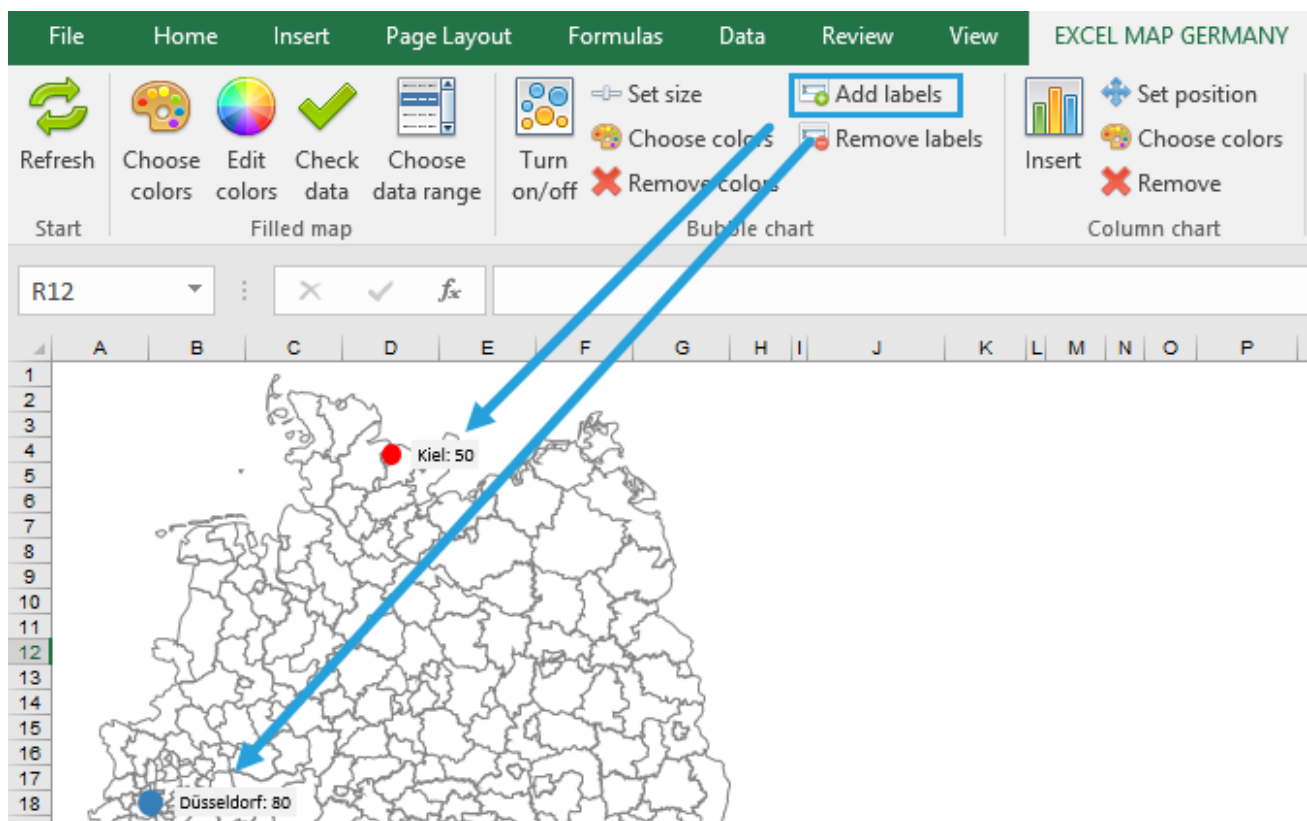 File Home Insert Page Layout Formulas Data Review View EXCEL MAP GERMANY
Set size Add labels Set position
Choose colors Remove labels Choose colors
Refresh Choose colors Edit colors Check data Choose data range Turn on/off Remove colors Insert Remove
Start Filled map Bubble chart Column chart
R12 fx
A B C D E F G H I J K L M N O P
1
2
3
4 Kiel: 50
5
6
7
8
9
10
11
12
13
14
15
16
17
18 Düsseldorf: 80